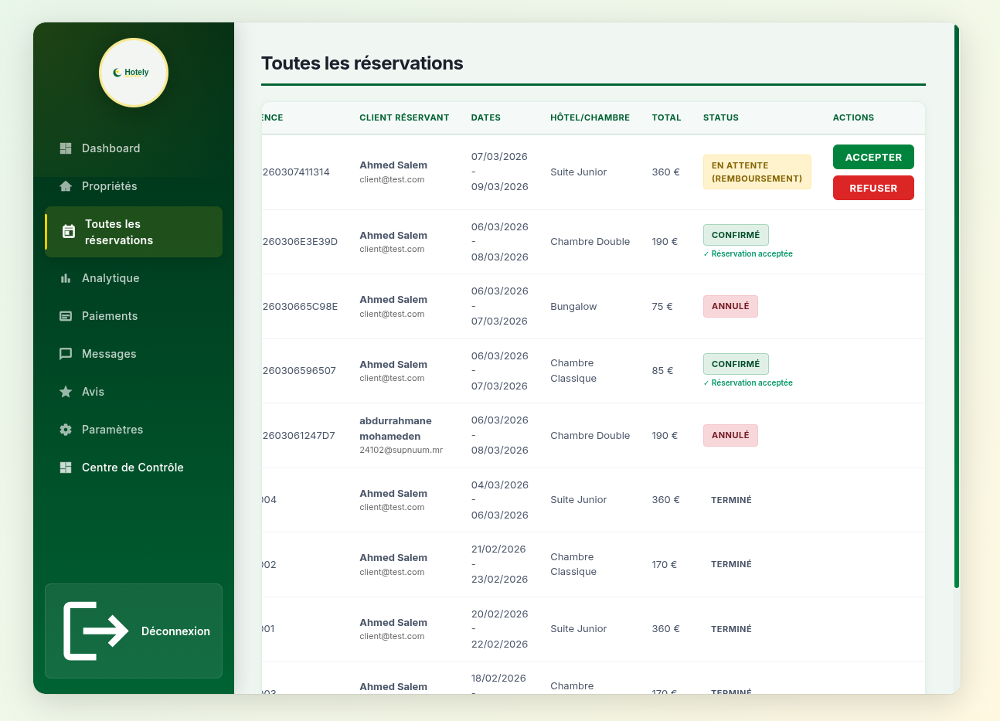 Hotely
Dashboard
Propriétés
Toutes les
réservations
Analytique
Paiements
Messages
Avis
Paramètres
Centre de Contrôle
Déconnexion
Toutes les réservations
ENCE CLIENT RÉSERVANT DATES HÔTEL/CHAMBRE TOTAL STATUS ACTIONS
260307411314 Ahmed Salem client@test.com 07/03/2026 - 09/03/2026 Suite Junior 360 € EN ATTENTE (REMBOURSEMENT) ACCEPTER REFUSER
260306E3E39D Ahmed Salem client@test.com 06/03/2026 - 08/03/2026 Chambre Double 190 € CONFIRMÉ ✓ Réservation acceptée
26030665C98E Ahmed Salem client@test.com 06/03/2026 - 07/03/2026 Bungalow 75 € ANNULÉ
260306596507 Ahmed Salem client@test.com 06/03/2026 - 07/03/2026 Chambre Classique 85 € CONFIRMÉ ✓ Réservation acceptée
2603061247D7 abdurrahmane mohameden 24102@supnuum.mr 06/03/2026 - 08/03/2026 Chambre Double 190 € ANNULÉ
004 Ahmed Salem client@test.com 04/03/2026 - 06/03/2026 Suite Junior 360 € TERMINÉ
002 Ahmed Salem client@test.com 21/02/2026 - 23/02/2026 Chambre Classique 170 € TERMINÉ
001 Ahmed Salem client@test.com 20/02/2026 - 22/02/2026 Suite Junior 360 € TERMINÉ
003 Ahmed Salem 18/02/2026 - Chambre 170 € TERMINÉ